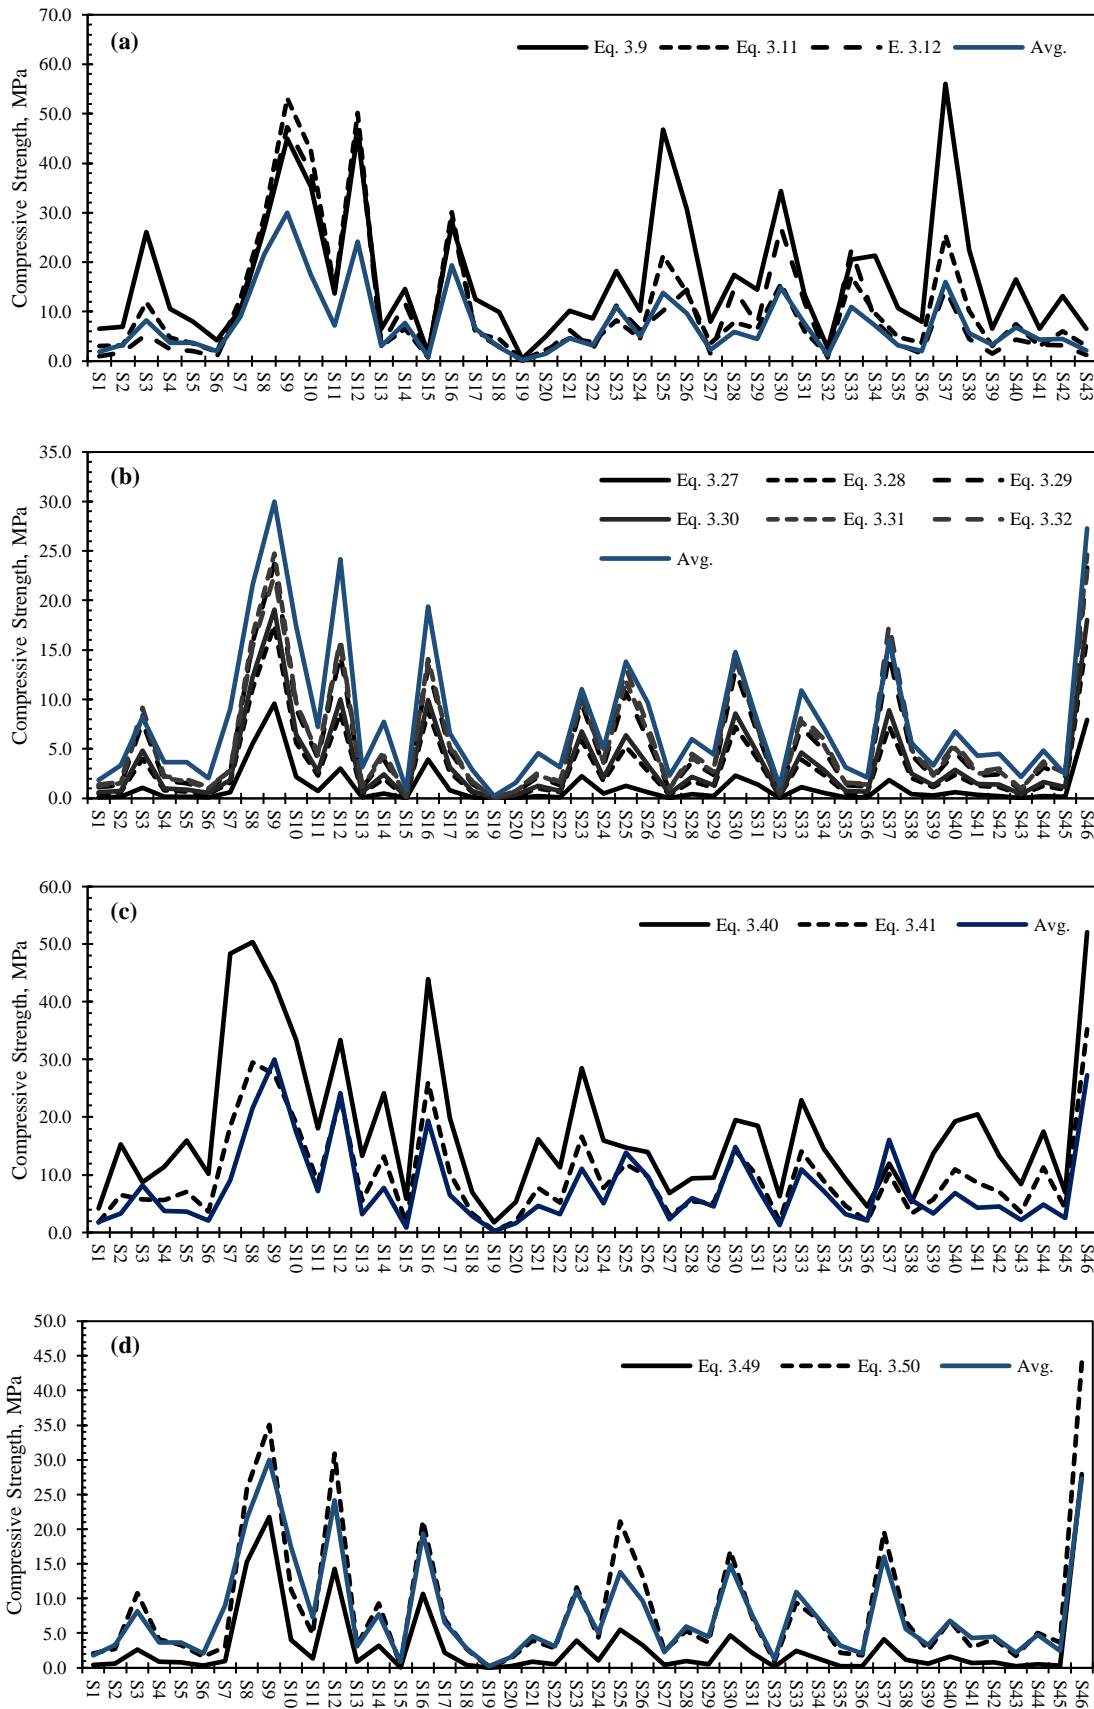 (a)
Eq. 3.9 Eq. 3.11 E. 3.12 Avg.
Compressive Strength, MPa
70.0
60.0
50.0
40.0
30.0
20.0
10.0
0.0
S1 S2 S3 S4 S5 S6 S7 S8 S9 S10 S11 S12 S13 S14 S15 S16 S17 S18 S19 S20 S21 S22 S23 S24 S25 S26 S27 S28 S29 S30 S31 S32 S33 S34 S35 S36 S37 S38 S39 S40 S41 S42 S43
(b)
Eq. 3.27 Eq. 3.28 Eq. 3.29
Eq. 3.30 Eq. 3.31 Eq. 3.32
Avg.
Compressive Strength, MPa
35.0
30.0
25.0
20.0
15.0
10.0
5.0
0.0
S1 S2 S3 S4 S5 S6 S7 S8 S9 S10 S11 S12 S13 S14 S15 S16 S17 S18 S19 S20 S21 S22 S23 S24 S25 S26 S27 S28 S29 S30 S31 S32 S33 S34 S35 S36 S37 S38 S39 S40 S41 S42 S43 S44 S45 S46
(c)
Eq. 3.40 Eq. 3.41 Avg.
Compressive Strength, MPa
60.0
50.0
40.0
30.0
20.0
10.0
0.0
S1 S2 S3 S4 S5 S6 S7 S8 S9 S10 S11 S12 S13 S14 S15 S16 S17 S18 S19 S20 S21 S22 S23 S24 S25 S26 S27 S28 S29 S30 S31 S32 S33 S34 S35 S36 S37 S38 S39 S40 S41 S42 S43 S44 S45 S46
(d)
Eq. 3.49 Eq. 3.50 Avg.
Compressive Strength, MPa
50.0
45.0
40.0
35.0
30.0
25.0
20.0
15.0
10.0
5.0
0.0
S1 S2 S3 S4 S5 S6 S7 S8 S9 S10 S11 S12 S13 S14 S15 S16 S17 S18 S19 S20 S21 S22 S23 S24 S25 S26 S27 S28 S29 S30 S31 S32 S33 S34 S35 S36 S37 S38 S39 S40 S41 S42 S43 S44 S45 S46